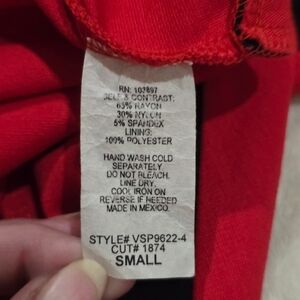 RN: 103897
SELF & CONTRAST:
65% RAYON
30% NYLON
5% SPANDEX
LINING:
100% POLYESTER
HAND WASH COLD
SEPARATELY.
DO NOT BLEACH.
LINE DRY.
COOL IRON ON
REVERSE IF NEEDED
MADE IN MEXICO.
STYLE# VSP9622-4
CUT# 1874
SMALL